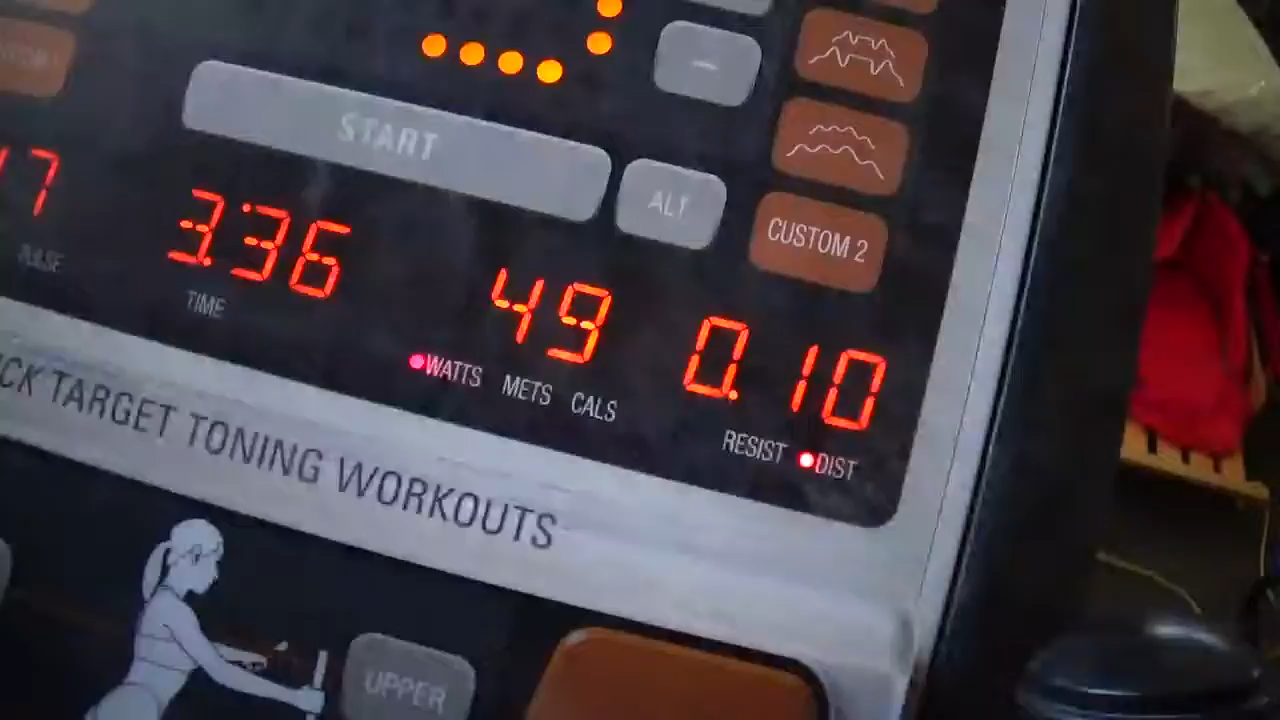 START
ALT
CUSTOM 2
17
3:36
49
0.10
PULSE
TIME
WATTS METS CALS
RESIST DIST
TARGET TONING WORKOUTS
UPPER